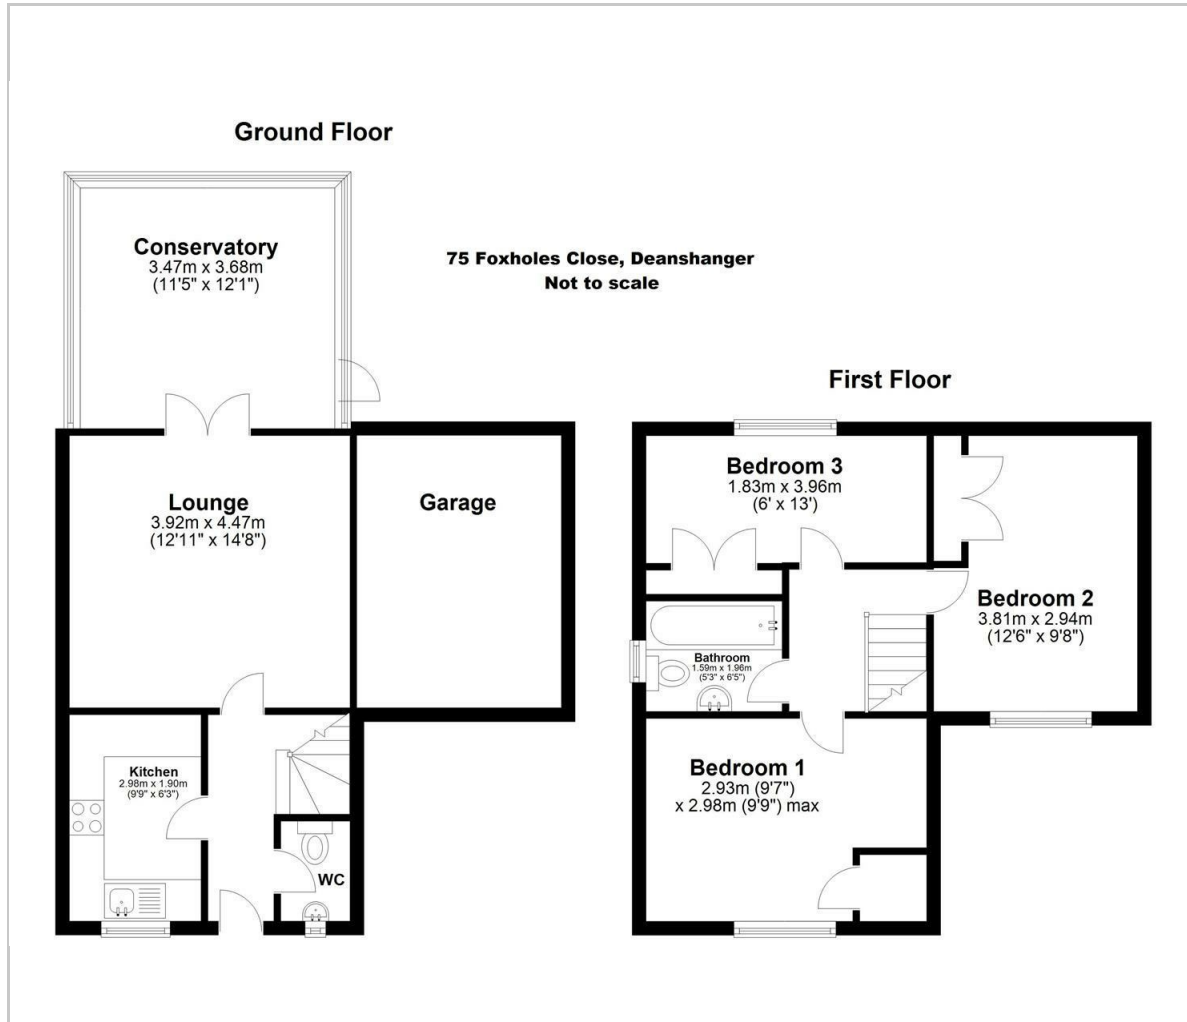 Ground Floor
Conservatory
3.47m x 3.68m
(11'5" x 12'1")
75 Foxholes Close, Deanshanger
Not to scale
Lounge
3.92m x 4.47m
(12'11" x 14'8")
Garage
Kitchen
2.98m x 1.90m
(9'9" x 6'3")
WC
First Floor
Bedroom 3
1.83m x 3.96m
(6' x 13')
Bedroom 2
3.81m x 2.94m
(12'6" x 9'8")
Bathroom
1.59m x 1.96m
(5'3" x 6'5")
Bedroom 1
2.93m (9'7")
x 2.98m (9'9") max